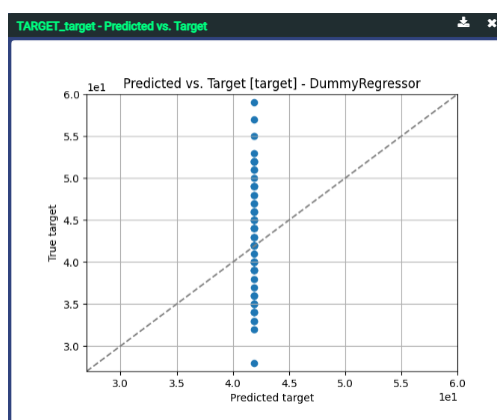 TARGET_target - Predicted vs. Target
Predicted vs. Target [target] - DummyRegressor
1e1
6.0
5.5
5.0
4.5
4.0
3.5
3.0
True target
3.0 3.5 4.0 4.5 5.0 5.5 6.0
1e1
Predicted target